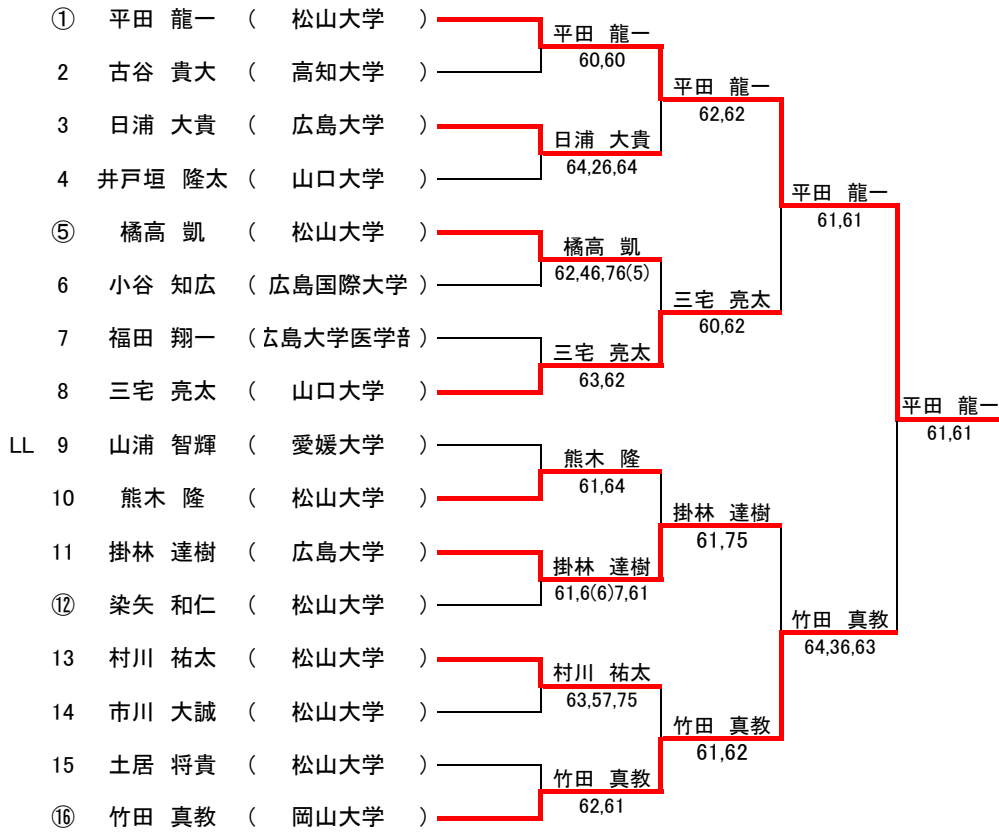 ① 平田 龍一 ( 松山大学 )
2 古谷 貴大 ( 高知大学 )
3 日浦 大貴 ( 広島大学 )
4 井戸垣 隆太 ( 山口大学 )
⑤ 橘高 凱 ( 松山大学 )
6 小谷 知広 ( 広島国際大学 )
7 福田 翔一 ( 広島大学医学部 )
8 三宅 亮太 ( 山口大学 )
LL 9 山浦 智輝 ( 愛媛大学 )
10 熊木 隆 ( 松山大学 )
11 掛林 達樹 ( 広島大学 )
⑫ 染矢 和仁 ( 松山大学 )
13 村川 祐太 ( 松山大学 )
14 市川 大誠 ( 松山大学 )
15 土居 将貴 ( 松山大学 )
⑯ 竹田 真教 ( 岡山大学 )
平田 龍一
60,60
日浦 大貴
64,26,64
橘高 凱
62,46,76(5)
三宅 亮太
63,62
熊木 隆
61,64
掛林 達樹
61,6(6)7,61
村川 祐太
63,57,75
竹田 真教
62,61
平田 龍一
62,62
三宅 亮太
60,62
掛林 達樹
61,75
竹田 真教
61,62
平田 龍一
61,61
竹田 真教
64,36,63
平田 龍一
61,61